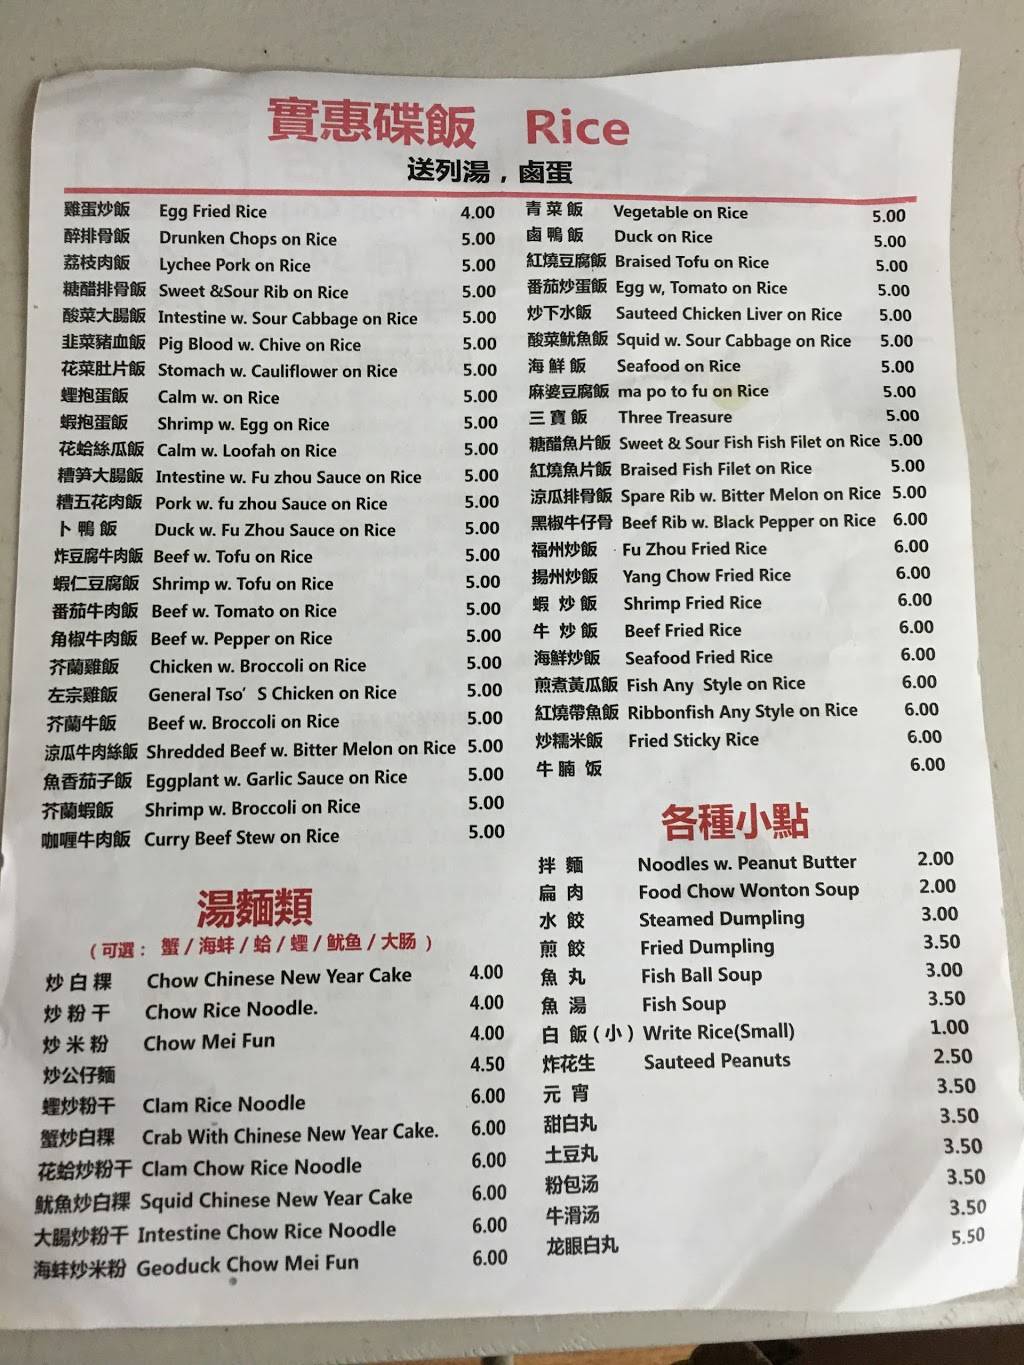 實惠碟飯 Rice
送列湯,鹵蛋
雞蛋炒飯 Egg Fried Rice 4.00
醉排骨飯 Drunken Chops on Rice 5.00
荔枝肉飯 Lychee Pork on Rice 5.00
糖醋排骨飯 Sweet &Sour Rib on Rice 5.00
酸菜大腸飯 Intestine w. Sour Cabbage on Rice 5.00
韭菜豬血飯 Pig Blood w. Chive on Rice 5.00
花菜肚片飯 Stomach w. Cauliflower on Rice 5.00
蟶抱蛋飯 Calm w. on Rice 5.00
蝦抱蛋飯 Shrimp w. Egg on Rice 5.00
花蛤絲瓜飯 Calm w. Loofah on Rice 5.00
糟笋大腸飯 Intestine w. Fu zhou Sauce on Rice 5.00
糟五花肉飯 Pork w. fu zhou Sauce on Rice 5.00
卜鴨飯 Duck w. Fu Zhou Sauce on Rice 5.00
炸豆腐牛肉飯 Beef w. Tofu on Rice 5.00
蝦仁豆腐飯 Shrimp w. Tofu on Rice 5.00
番茄牛肉飯 Beef w. Tomato on Rice 5.00
角椒牛肉飯 Beef w. Pepper on Rice 5.00
芥蘭雞飯 Chicken w. Broccoli on Rice 5.00
左宗雞飯 General Tso' S Chicken on Rice 5.00
芥蘭牛飯 Beef w. Broccoli on Rice 5.00
涼瓜牛肉絲飯 Shredded Beef w. Bitter Melon on Rice 5.00
魚香茄子飯 Eggplant w. Garlic Sauce on Rice 5.00
芥蘭蝦飯 Shrimp w. Broccoli on Rice 5.00
咖喱牛肉飯 Curry Beef Stew on Rice 5.00
湯麵類
(可選: 蟹/海蚌/蛤/蟶/魷鱼/大肠)
炒白粿 Chow Chinese New Year Cake 4.00
炒粉干 Chow Rice Noodle. 4.00
炒米粉 Chow Mei Fun 4.00
炒公仔麵 4.50
蟶炒粉干 Clam Rice Noodle 6.00
蟹炒白粿 Crab With Chinese New Year Cake. 6.00
花蛤炒粉干 Clam Chow Rice Noodle 6.00
魷魚炒白粿 Squid Chinese New Year Cake 6.00
大腸炒粉干 Intestine Chow Rice Noodle 6.00
海蚌炒米粉 Geoduck Chow Mei Fun 6.00
青菜飯 Vegetable on Rice 5.00
鹵鴨飯 Duck on Rice 5.00
紅燒豆腐飯 Braised Tofu on Rice 5.00
番茄炒蛋飯 Egg w, Tomato on Rice 5.00
炒下水飯 Sauteed Chicken Liver on Rice 5.00
酸菜魷魚飯 Squid w. Sour Cabbage on Rice 5.00
海鮮飯 Seafood on Rice 5.00
麻婆豆腐飯 ma po to fu on Rice 5.00
三寶飯 Three Treasure 5.00
糖醋魚片飯 Sweet & Sour Fish Fish Filet on Rice 5.00
紅燒魚片飯 Braised Fish Filet on Rice 5.00
涼瓜排骨飯 Spare Rib w. Bitter Melon on Rice 5.00
黑椒牛仔骨 Beef Rib w. Black Pepper on Rice 6.00
福州炒飯 Fu Zhou Fried Rice 6.00
揚州炒飯 Yang Chow Fried Rice 6.00
蝦炒飯 Shrimp Fried Rice 6.00
牛炒飯 Beef Fried Rice 6.00
海鮮炒飯 Seafood Fried Rice 6.00
煎煮黃瓜飯 Fish Any Style on Rice 6.00
紅燒帶魚飯 Ribbonfish Any Style on Rice 6.00
炒糯米飯 Fried Sticky Rice 6.00
牛腩饭 6.00
各種小點
拌麵 Noodles w. Peanut Butter 2.00
扁肉 Food Chow Wonton Soup 2.00
水餃 Steamed Dumpling 3.00
煎餃 Fried Dumpling 3.50
魚丸 Fish Ball Soup 3.00
魚湯 Fish Soup 3.50
白飯(小) Write Rice(Small) 1.00
炸花生 Sauteed Peanuts 2.50
元宵 3.50
甜白丸 3.50
土豆丸 3.50
粉包汤 3.50
牛滑汤 3.50
龙眼白丸 5.50